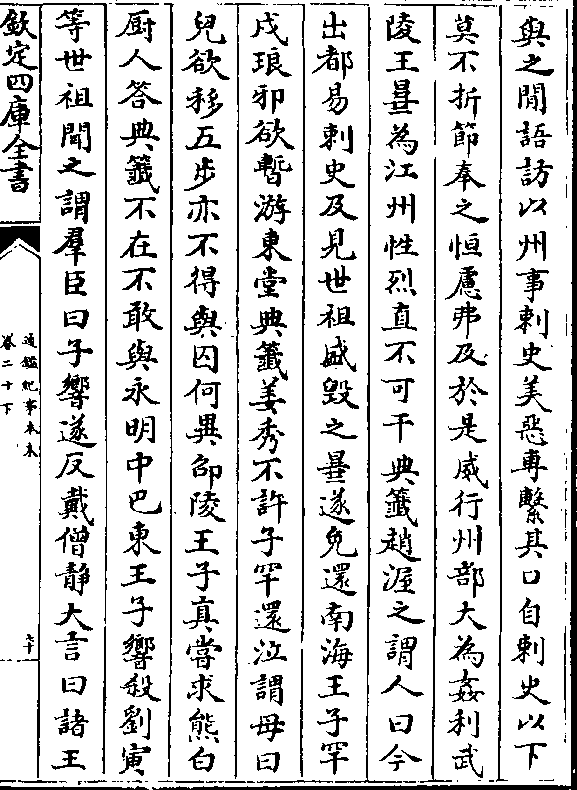 與之閒語訪以州事刺史美惡專繫其口自刺史以下
莫不折節奉之恒慮弗及於是威行州部大為姦利武
陵王曅為江州性烈直不可干典籤趙渥之謂人曰今
出都易刺史及見世祖盛毀之曅遂免還南海王子罕
戍琅邪欲暫游東堂典籤姜秀不許子罕還泣謂母曰
兒欲移五步亦不得與囚何異邵陵王子真嘗求熊白
厨人答典籤不在不敢與永明中巴東王子響殺劉寅
等世祖聞之謂羣臣曰子響遂反戴僧静大言曰諸王
欽定四庫全書
通鑑紀事本末
卷二十下
六十